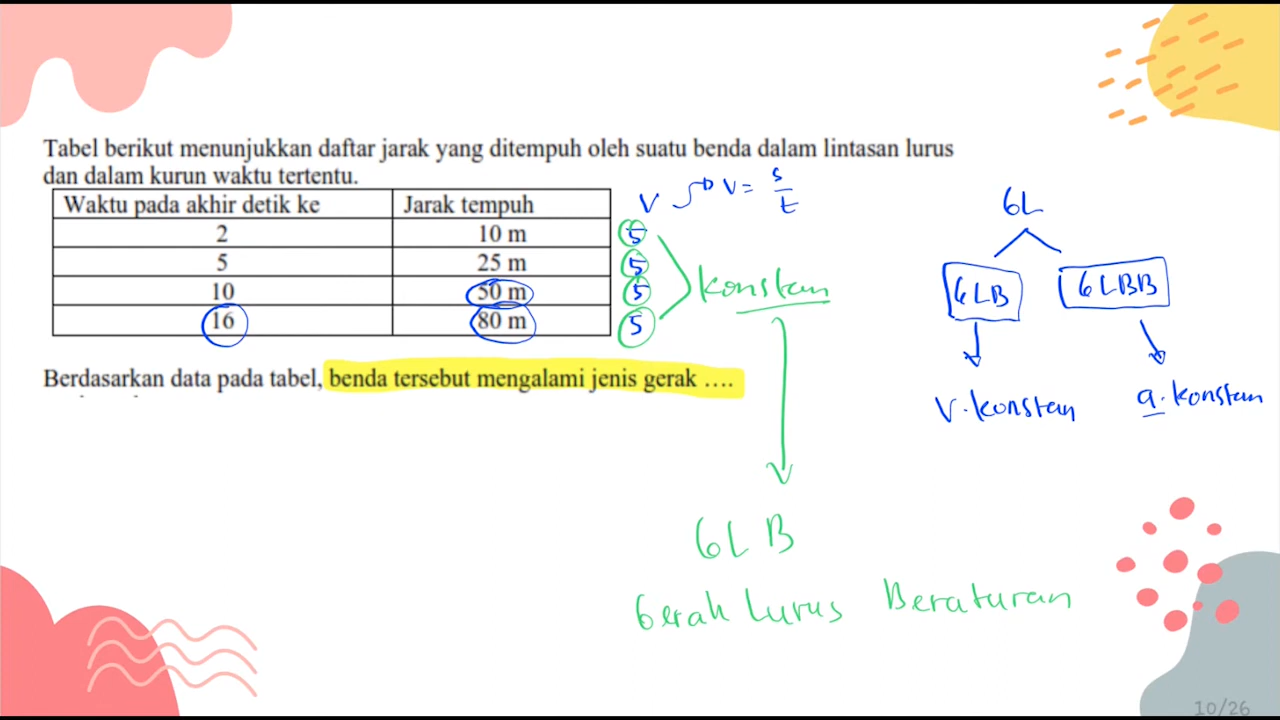 Tabel berikut menunjukkan daftar jarak yang ditempuh oleh suatu benda dalam lintasan lurus
dan dalam kurun waktu tertentu.
Waktu pada akhir detik ke Jarak tempuh V → V = s/t
2 10 m 5
5 25 m 5
10 50 m 5
16 80 m 5
konstan
GL
GLB GLBB
V. konstan a. konstan
Berdasarkan data pada tabel, benda tersebut mengalami jenis gerak ....
GLB
Gerak Lurus Beraturan
10/26